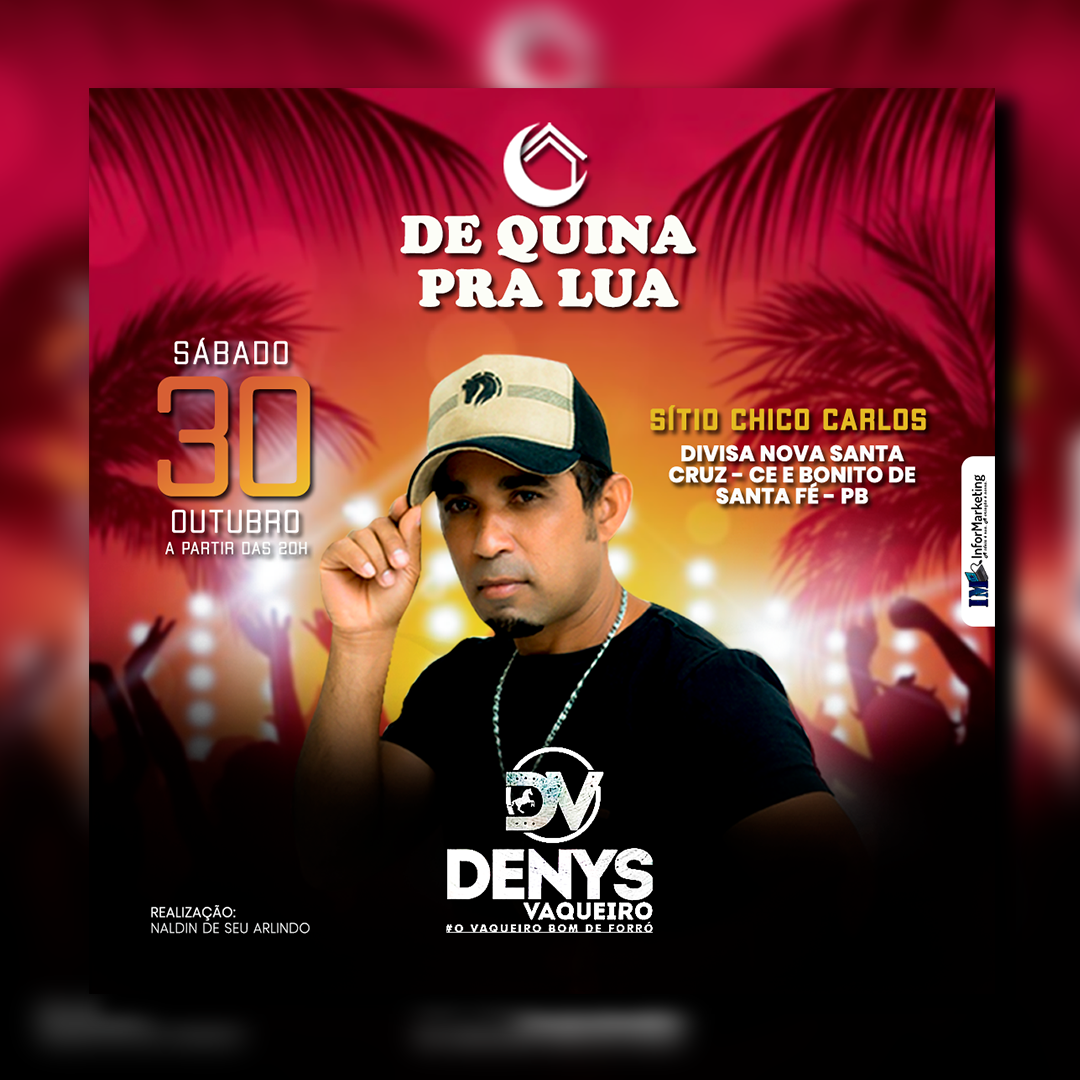 DE QUINA
PRA LUA
SÁBADO
30
OUTUBRO
A PARTIR DAS 20H
SÍTIO CHICO CARLOS
DIVISA NOVA SANTA
CRUZ - CE E BONITO DE
SANTA FÉ - PB
IM InforMarketing
DV
DENYS
VAQUEIRO
#O VAQUEIRO BOM DE FORRÓ
REALIZAÇÃO:
NALDIN DE SEU ARLINDO